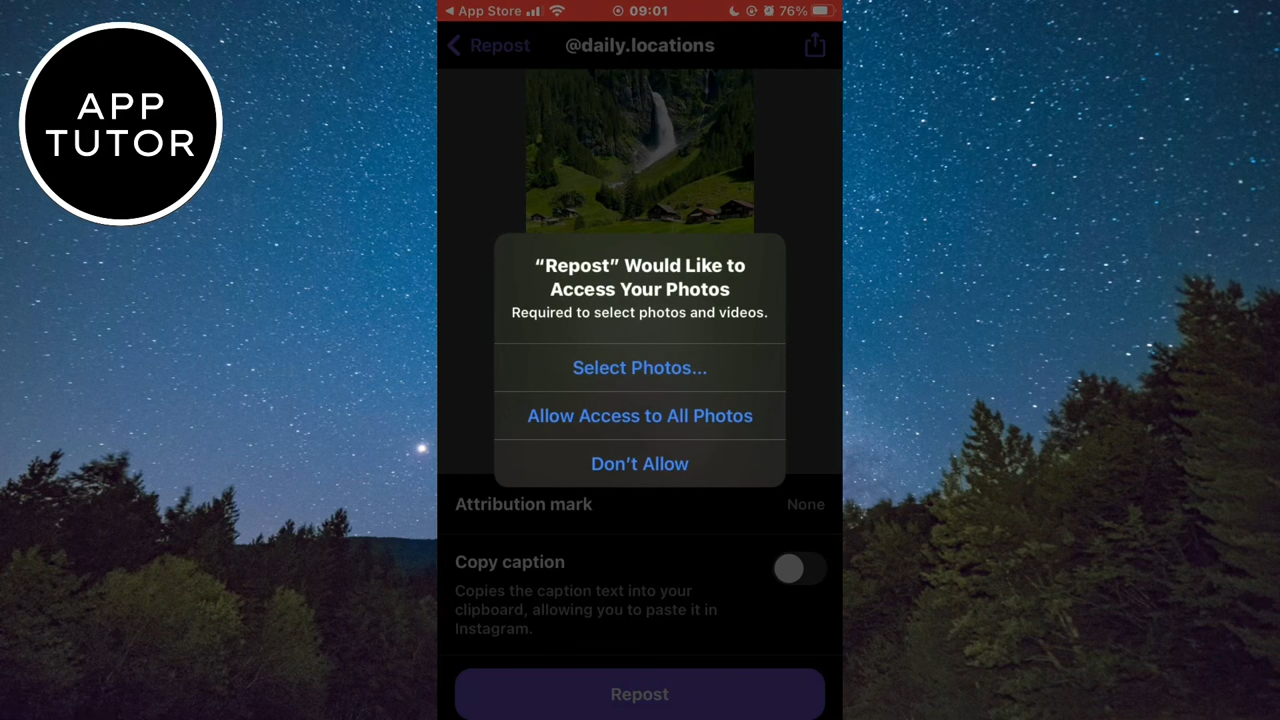 APP
TUTOR
App Store
09:01
76%
Repost
@daily.locations
“Repost” Would Like to
Access Your Photos
Required to select photos and videos.
Select Photos...
Allow Access to All Photos
Don’t Allow
Attribution mark
None
Copy caption
Copies the caption text into your
clipboard, allowing you to paste it in
Instagram.
Repost